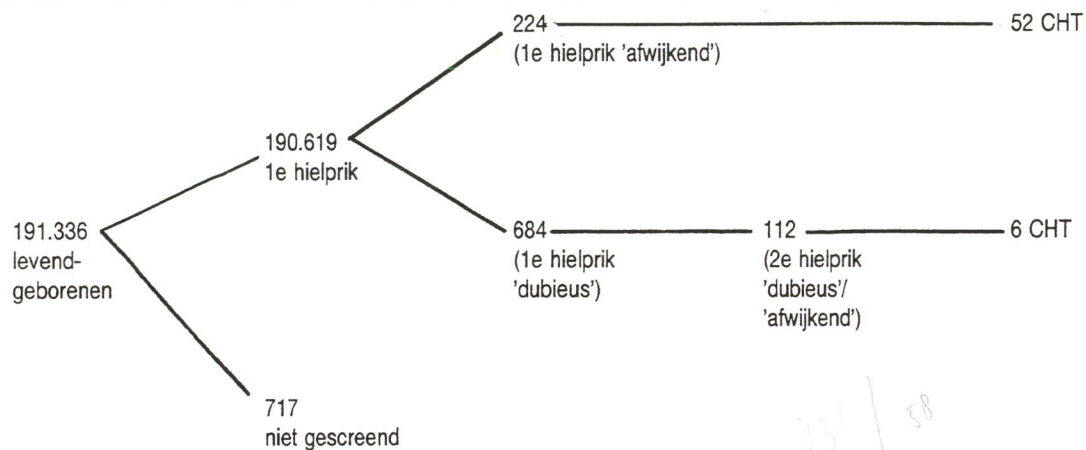 224
52 CHT
(1e hielprik 'afwijkend')
190.619
1e hielprik
191.336
levend-
geborenen
684
(1e hielprik
'dubieus')
112
(2e hielprik
'dubieus'/
'afwijkend')
6 CHT
717
niet gescreend
58